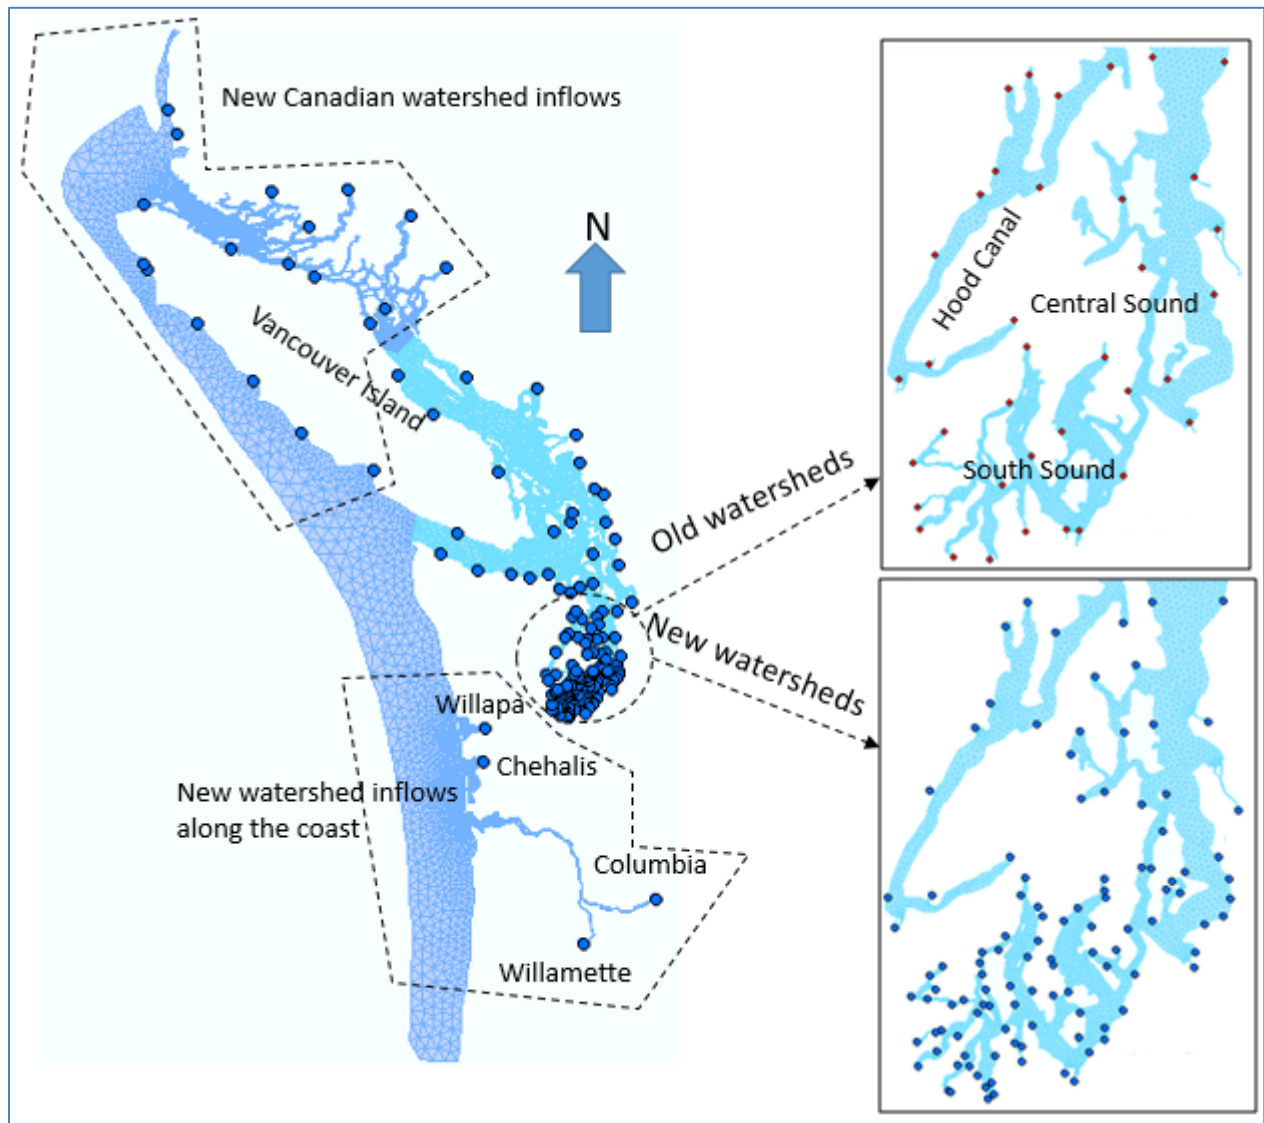 New Canadian watershed inflows
N
Vancouver Island
Old watersheds
New watersheds
Willapa
Chehalis
New watershed inflows
along the coast
Columbia
Willamette
Hood Canal
Central Sound
South Sound